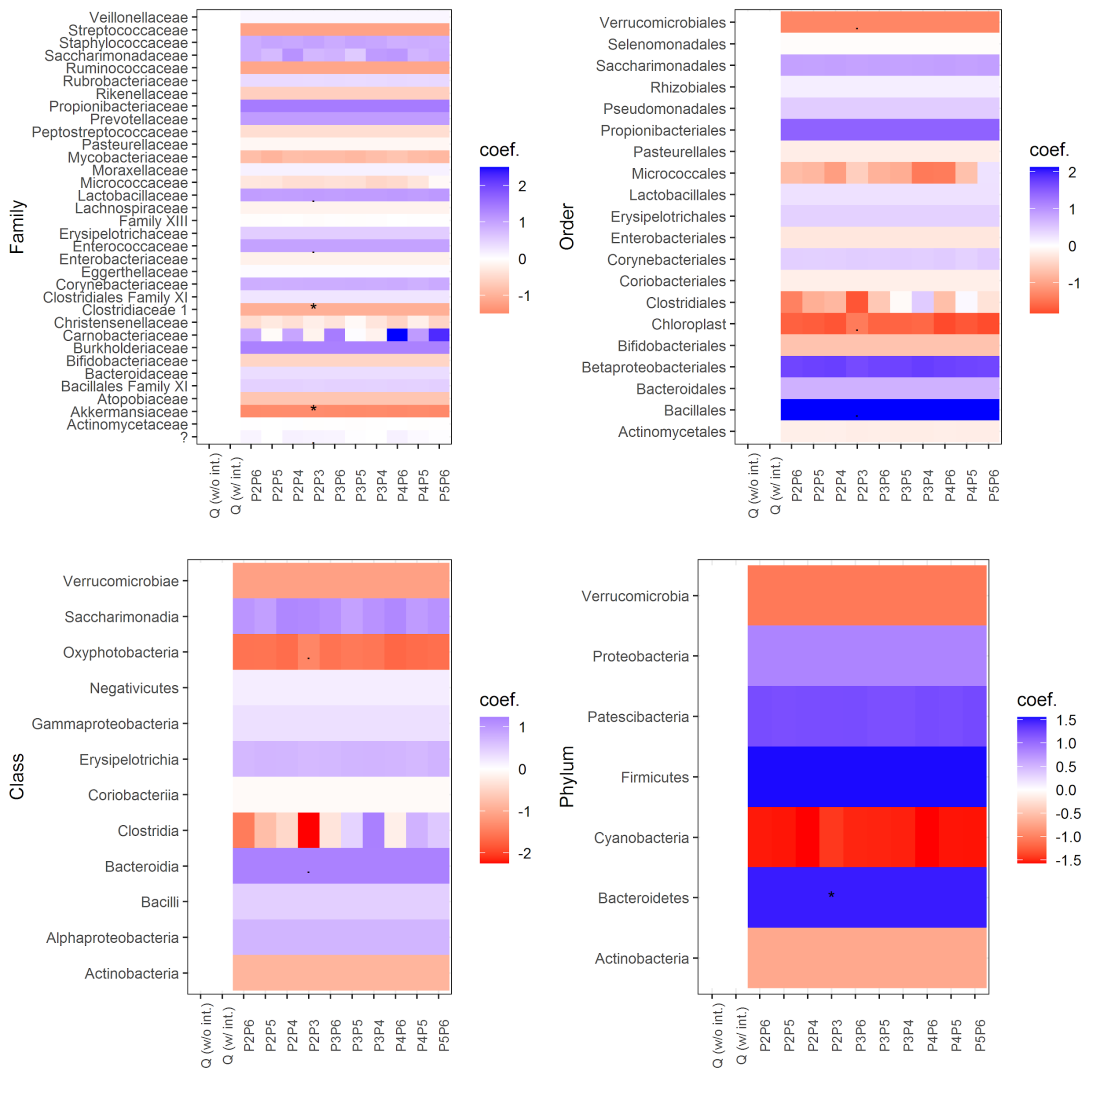 Family
Veillonellaceae
Streptococcaceae
Staphylococcaceae
Saccharimonadaceae
Ruminococcaceae
Rubrobacteriaceae
Rikenellaceae
Propionibacteriaceae
Prevotellaceae
Peptostreptococcaceae
Pasteurellaceae
Mycobacteriaceae
Moraxellaceae
Micrococcaceae
Lactobacillaceae
Lachnospiraceae
Family XIII
Erysipelotrichaceae
Enterococcaceae
Enterobacteriaceae
Eggerthellaceae
Corynebacteriaceae
Clostridiales Family XI
Clostridiaceae 1
Christensenellaceae
Carnobacteriaceae
Burkholderiaceae
Bifidobacteriaceae
Bacteroidaceae
Bacillales Family XI
Atopobiaceae
Akkermansiaceae
Actinomycetaceae
?
*
*
Q (w/o int.)
Q (w/ int.)
P2P6
P2P5
P2P4
P2P3
P3P6
P3P5
P3P4
P4P6
P4P5
P5P6
coef.
2
1
0
-1
Order
Verrucomicrobiales
Selenomonadales
Saccharimonadales
Rhizobiales
Pseudomonadales
Propionibacteriales
Pasteurellales
Micrococcales
Lactobacillales
Erysipelotrichales
Enterobacteriales
Corynebacteriales
Coriobacteriales
Clostridiales
Chloroplast
Bifidobacteriales
Betaproteobacteriales
Bacteroidales
Bacillales
Actinomycetales
Q (w/o int.)
Q (w/ int.)
P2P6
P2P5
P2P4
P2P3
P3P6
P3P5
P3P4
P4P6
P4P5
P5P6
coef.
2
1
0
-1
Class
Verrucomicrobiae
Saccharimonadia
Oxyphotobacteria
Negativicutes
Gammaproteobacteria
Erysipelotrichia
Coriobacteriia
Clostridia
Bacteroidia
Bacilli
Alphaproteobacteria
Actinobacteria
Q (w/o int.)
Q (w/ int.)
P2P6
P2P5
P2P4
P2P3
P3P6
P3P5
P3P4
P4P6
P4P5
P5P6
coef.
1
0
-1
-2
Phylum
Verrucomicrobia
Proteobacteria
Patescibacteria
Firmicutes
Cyanobacteria
Bacteroidetes
Actinobacteria
*
Q (w/o int.)
Q (w/ int.)
P2P6
P2P5
P2P4
P2P3
P3P6
P3P5
P3P4
P4P6
P4P5
P5P6
coef.
1.5
1.0
0.5
0.0
-0.5
-1.0
-1.5